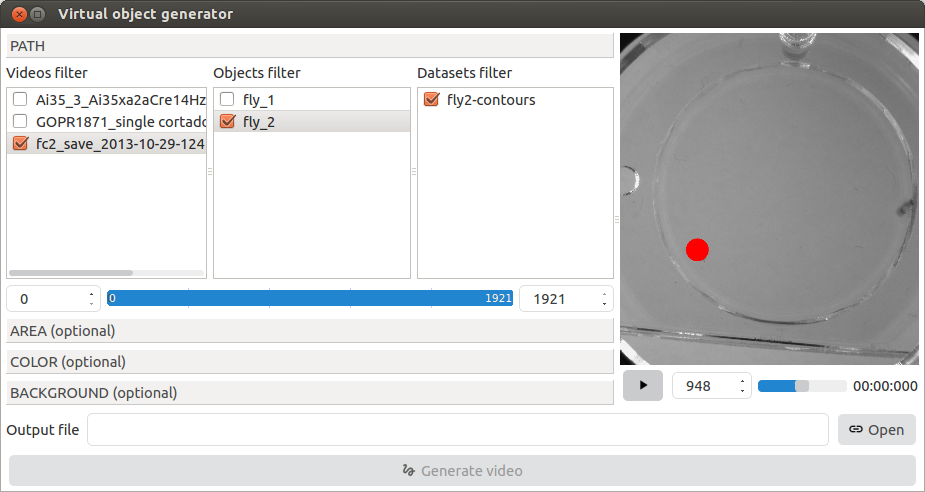 Virtual object generator
PATH
Videos filter
Objects filter
Datasets filter
Ai35_3_Ai35xa2aCre14Hz
GOPR1871_single cortado
fc2_save_2013-10-29-124
fly_1
fly_2
fly2-contours
0
0
1921
1921
AREA (optional)
COLOR (optional)
BACKGROUND (optional)
948
00:00:000
Output file
Open
Generate video